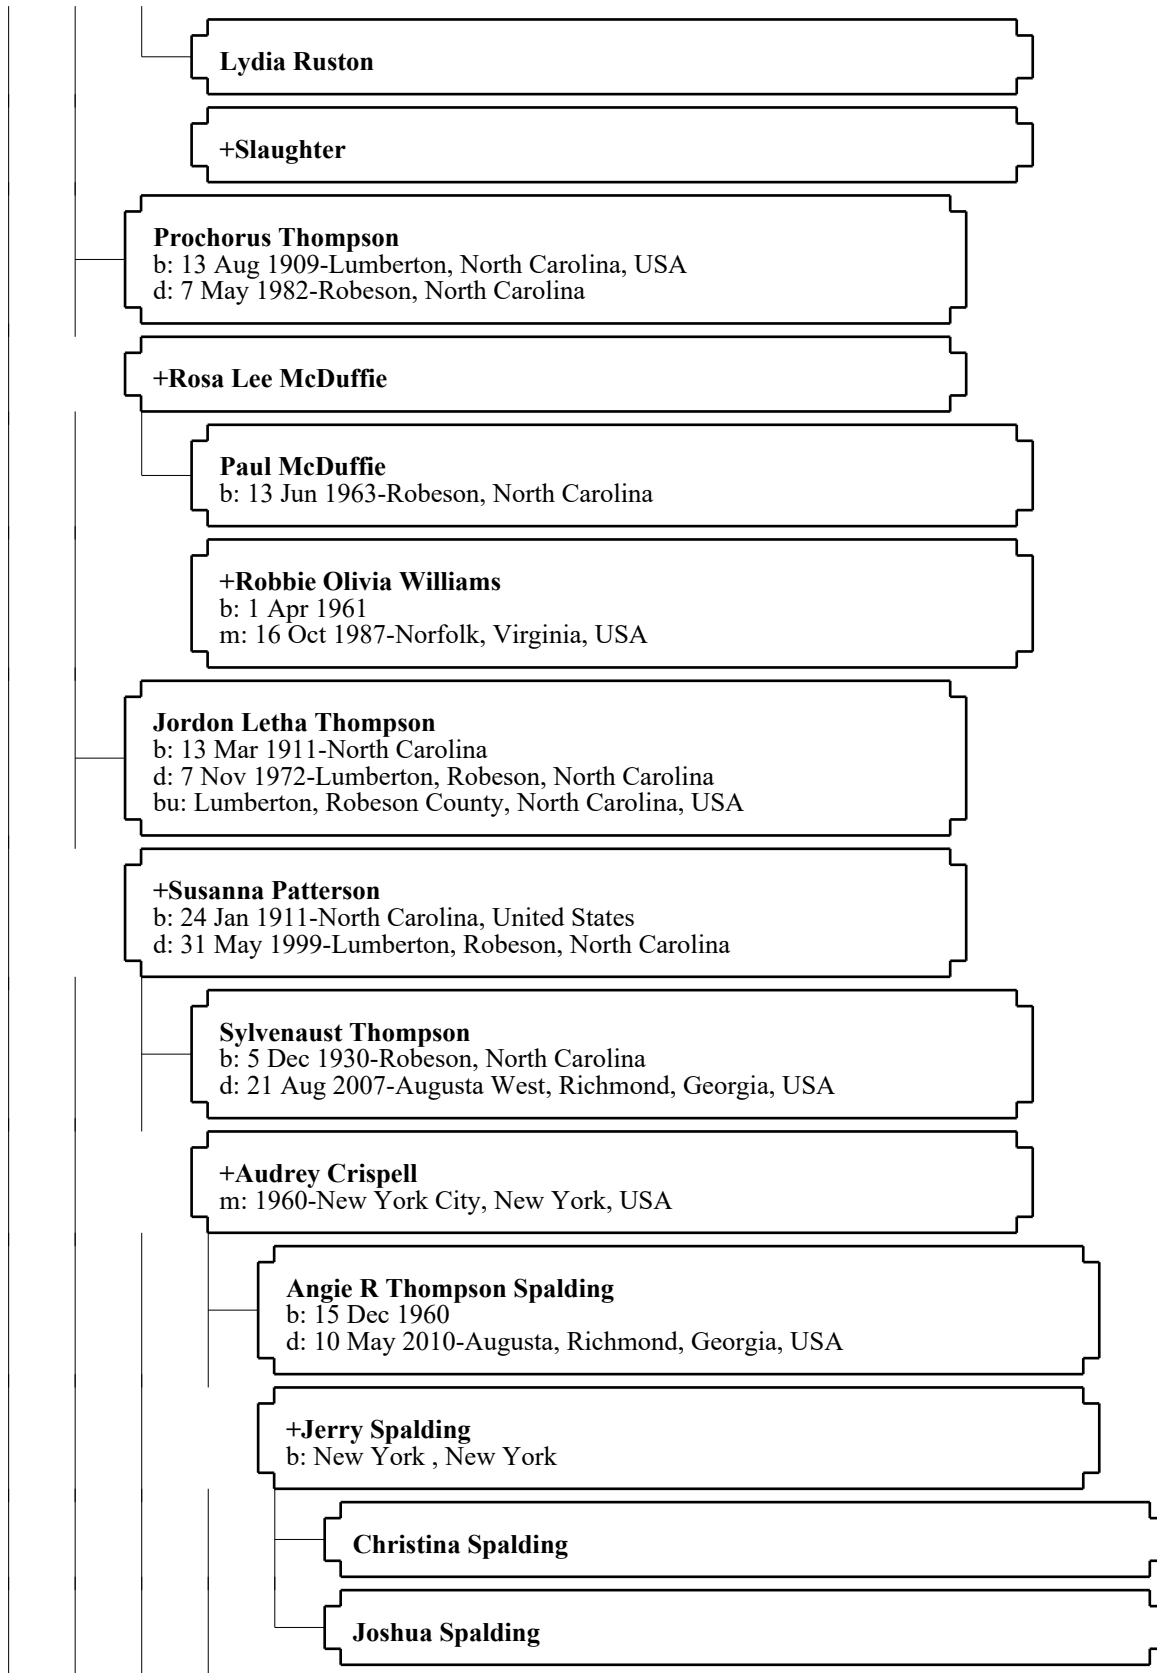 Lydia Ruston
+Slaughter
Prochorus Thompson
b: 13 Aug 1909-Lumberton, North Carolina, USA
d: 7 May 1982-Robeson, North Carolina
+Rosa Lee McDuffie
Paul McDuffie
b: 13 Jun 1963-Robeson, North Carolina
+Robbie Olivia Williams
b: 1 Apr 1961
m: 16 Oct 1987-Norfolk, Virginia, USA
Jordon Letha Thompson
b: 13 Mar 1911-North Carolina
d: 7 Nov 1972-Lumberton, Robeson, North Carolina
bu: Lumberton, Robeson County, North Carolina, USA
+Susanna Patterson
b: 24 Jan 1911-North Carolina, United States
d: 31 May 1999-Lumberton, Robeson, North Carolina
Sylvenaust Thompson
b: 5 Dec 1930-Robeson, North Carolina
d: 21 Aug 2007-Augusta West, Richmond, Georgia, USA
+Audrey Crispell
m: 1960-New York City, New York, USA
Angie R Thompson Spalding
b: 15 Dec 1960
d: 10 May 2010-Augusta, Richmond, Georgia, USA
+Jerry Spalding
b: New York , New York
Christina Spalding
Joshua Spalding